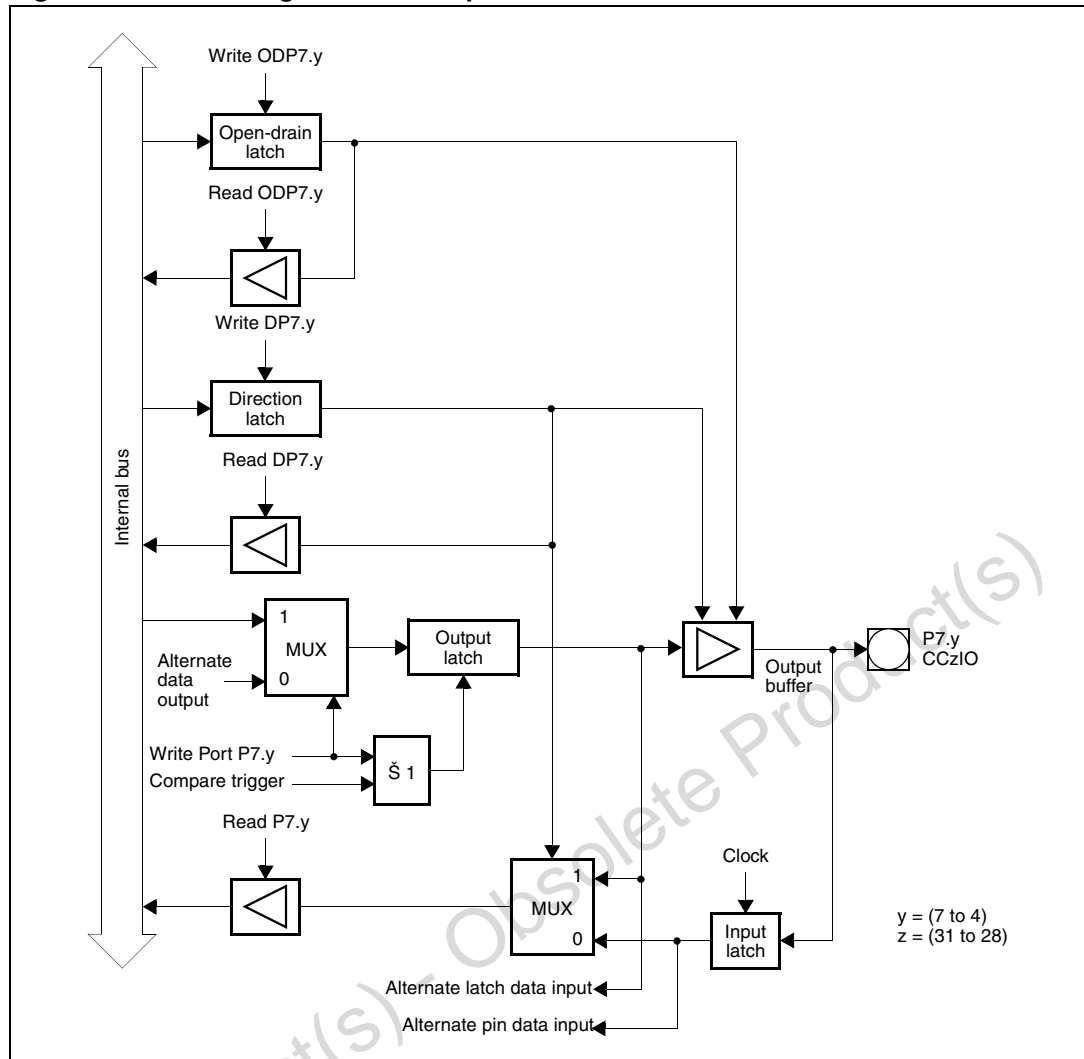 Write ODP7.y
Open-drain
latch
Read ODP7.y
Write DP7.y
Direction
latch
Read DP7.y
Internal bus
1
MUX
0
Alternate
data
output
Output
latch
Output
buffer
P7.y
CCzIO
Write Port P7.y
Compare trigger
Š 1
Read P7.y
Clock
1
MUX
0
Input
latch
y = (7 to 4)
z = (31 to 28)
Alternate latch data input
Alternate pin data input
- Obsolete Product(s)